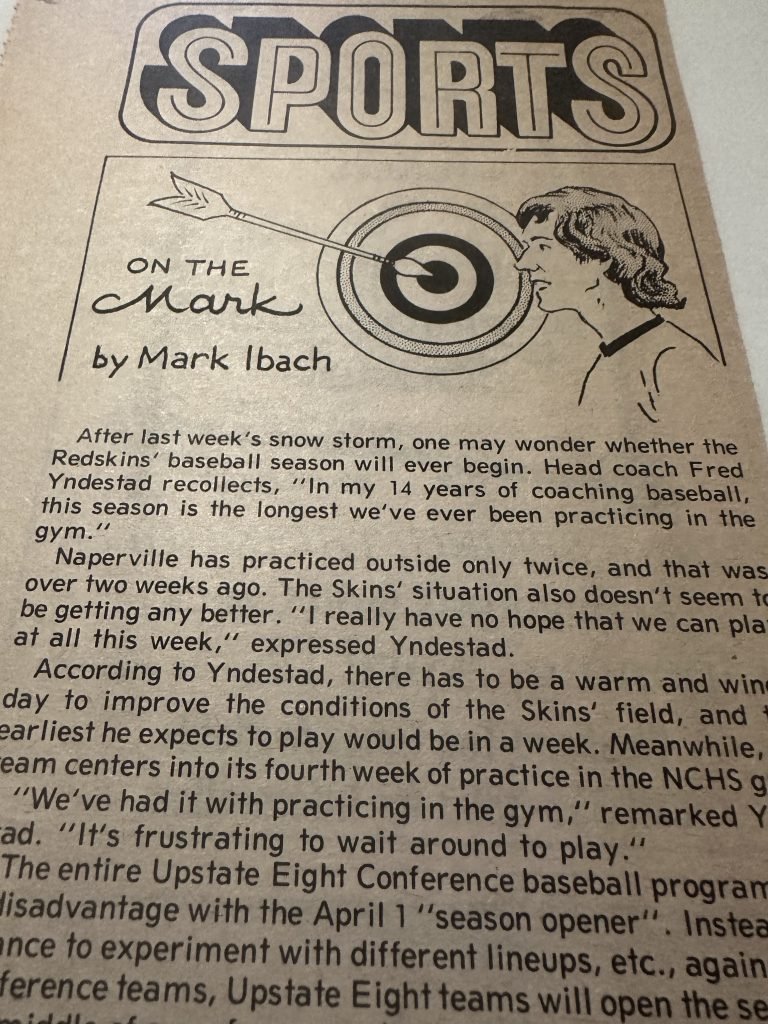 SPORTS
ON THE
Mark
by Mark Ibach
After last week's snow storm, one may wonder whether the
Redskins' baseball season will ever begin. Head coach Fred
Yndestad recollects, "In my 14 years of coaching baseball,
this season is the longest we've ever been practicing in the
gym."
Naperville has practiced outside only twice, and that was
over two weeks ago. The Skins' situation also doesn't seem to
be getting any better. "I really have no hope that we can pla
at all this week," expressed Yndestad.
According to Yndestad, there has to be a warm and wind
day to improve the conditions of the Skins' field, and t
earliest he expects to play would be in a week. Meanwhile,
eam centers into its fourth week of practice in the NCHS g
"We've had it with practicing in the gym," remarked Y
ad. "It's frustrating to wait around to play."
The entire Upstate Eight Conference baseball program
disadvantage with the April 1 "season opener". Instea
ance to experiment with different lineups, etc., again
ference teams, Upstate Eight teams will open the se